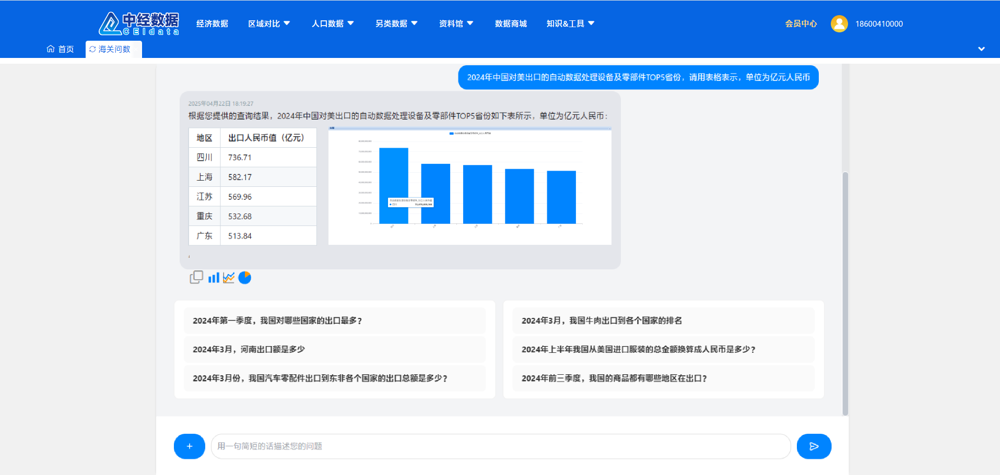 中经数据
CEIdata
经济数据
区域对比
人口数据
另类数据
资料馆
数据商城
知识&工具
会员中心
18600410000
首页
海关问数
2024年中国对美出口的自动数据处理设备及零部件TOP5省份，请用表格表示，单位为亿元人民币
2025年04月22日 18:19:27
根据您提供的查询结果，2024年中国对美出口的自动数据处理设备及零部件TOP5省份如下表所示，单位为亿元人民币：
地区 出口人民币值（亿元）
四川 736.71
上海 582.17
江苏 569.96
重庆 532.68
广东 513.84
2024年第一季度，我国对哪些国家的出口最多？
2024年3月，河南出口额是多少
2024年3月份，我国汽车零配件出口到东非各个国家的出口总额是多少？
2024年3月，我国牛肉出口到各个国家的排名
2024年上半年我国从美国进口服装的总金额换算成人民币是多少？
2024年前三季度，我国的商品都有哪些地区在出口？
+
用一句简短的话描述您的问题